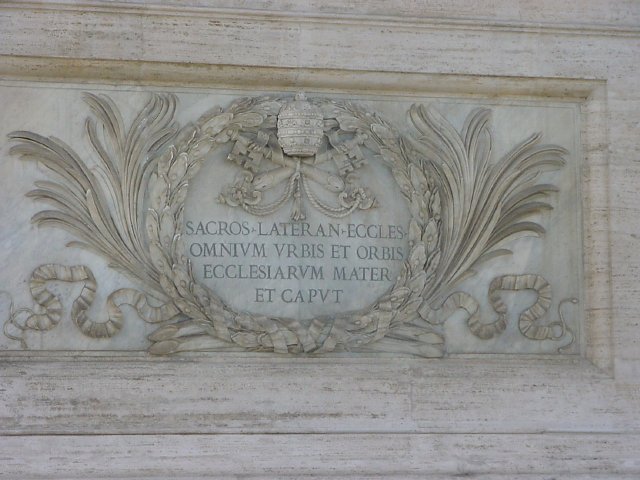 SACROS·LATERAN·ECCLES·
OMNIVM VRBIS ET ORBIS
ECCLESIARVM MATER
ET CAPVT